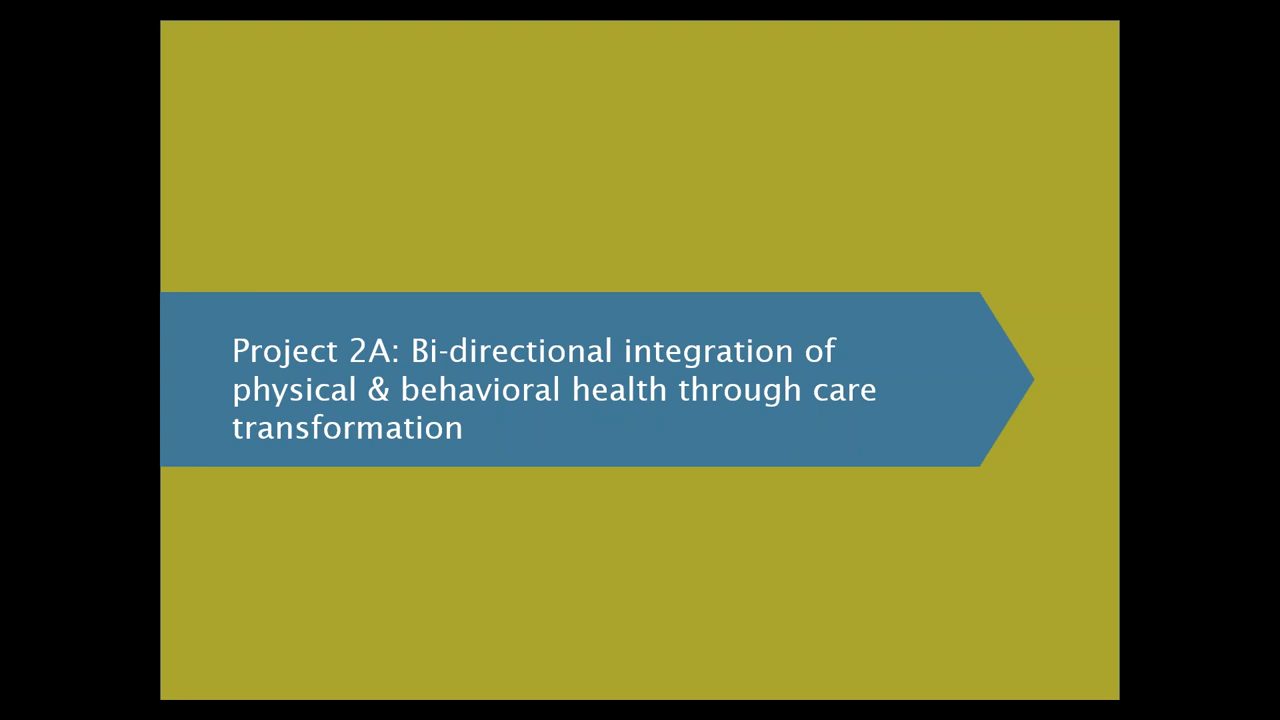 Project 2A: Bi-directional integration of
physical & behavioral health through care
transformation